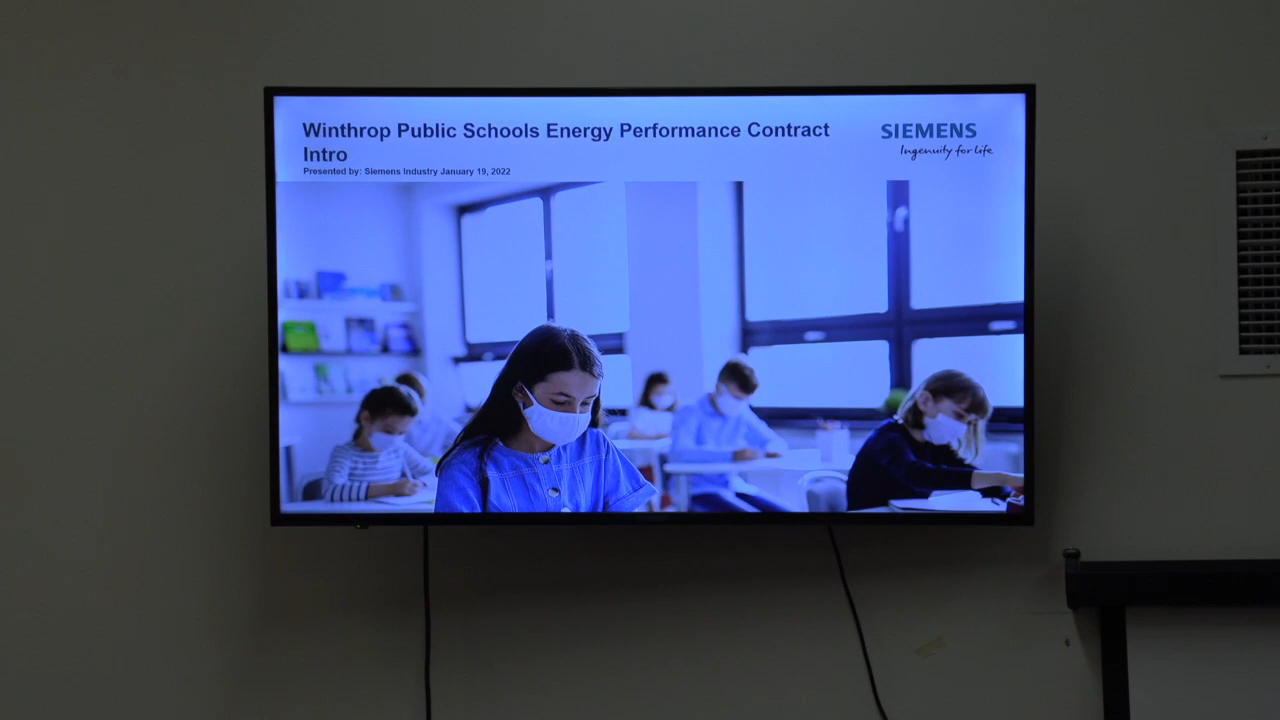 Winthrop Public Schools Energy Performance Contract
Intro
Presented by: Siemens Industry January 19, 2022
SIEMENS
Ingenuity for life